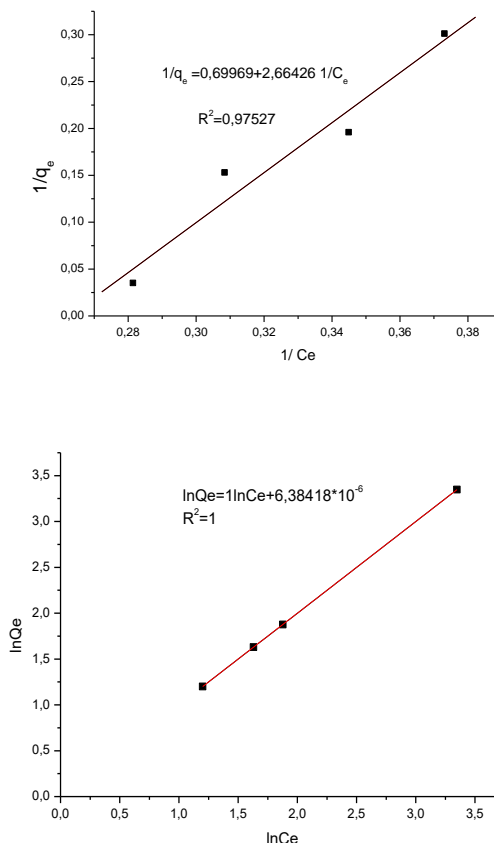 0,30
0,25
0,20
0,15
0,10
0,05
0,00
1/q_e
1/q_e =0,69969+2,66426 1/C_e
R²=0,97527
0,28 0,30 0,32 0,34 0,36 0,38
1/ Ce
3,5
3,0
2,5
2,0
1,5
1,0
0,5
0,0
lnQe
lnQe=1lnCe+6,38418*10⁻⁶
R²=1
0,0 0,5 1,0 1,5 2,0 2,5 3,0 3,5
lnCe